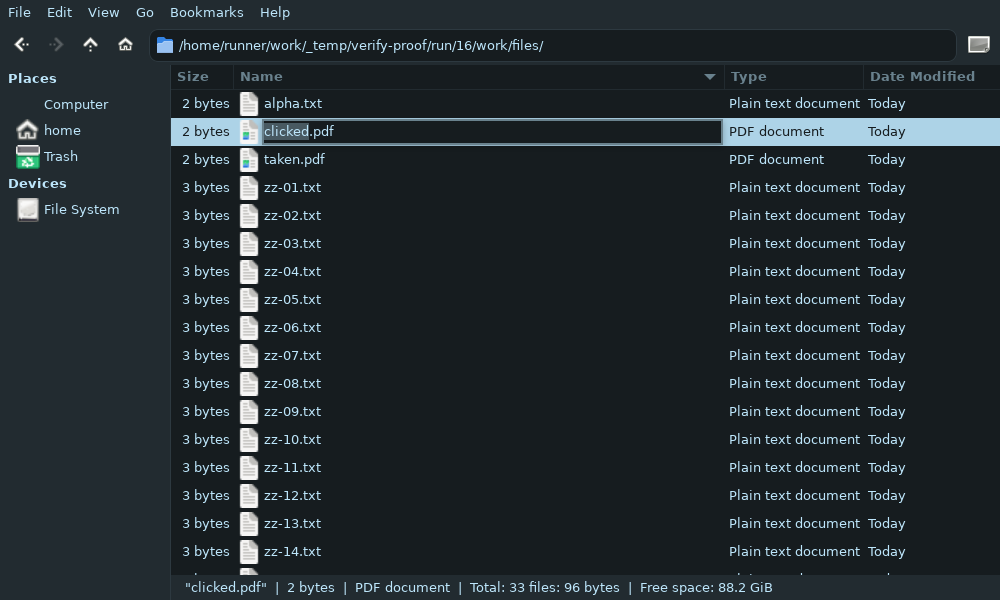 File Edit View Go Bookmarks Help
/home/runner/work/_temp/verify-proof/run/16/work/files/
Places
Computer
home
Trash
Devices
File System
Size Name Type Date Modified
2 bytes alpha.txt Plain text document Today
2 bytes clicked.pdf PDF document Today
2 bytes taken.pdf PDF document Today
3 bytes zz-01.txt Plain text document Today
3 bytes zz-02.txt Plain text document Today
3 bytes zz-03.txt Plain text document Today
3 bytes zz-04.txt Plain text document Today
3 bytes zz-05.txt Plain text document Today
3 bytes zz-06.txt Plain text document Today
3 bytes zz-07.txt Plain text document Today
3 bytes zz-08.txt Plain text document Today
3 bytes zz-09.txt Plain text document Today
3 bytes zz-10.txt Plain text document Today
3 bytes zz-11.txt Plain text document Today
3 bytes zz-12.txt Plain text document Today
3 bytes zz-13.txt Plain text document Today
3 bytes zz-14.txt Plain text document Today
"clicked.pdf" | 2 bytes | PDF document | Total: 33 files: 96 bytes | Free space: 88.2 GiB